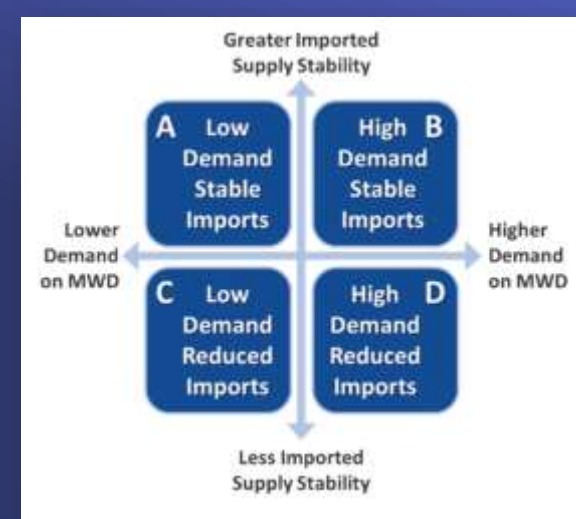 Greater Imported
Supply Stability
A Low
Demand
Stable
Imports
High B
Demand
Stable
Imports
Lower
Demand
on MWD
Higher
Demand
on MWD
C Low
Demand
Reduced
Imports
High D
Demand
Reduced
Imports
Less Imported
Supply Stability